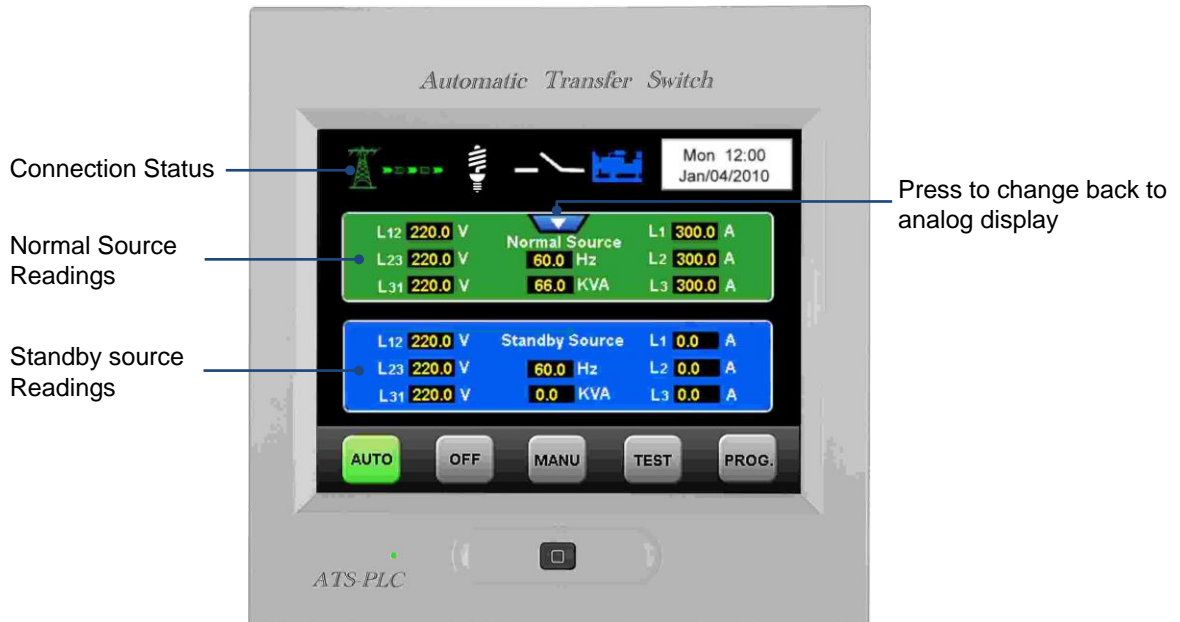 Automatic Transfer Switch
Connection Status
Mon 12:00
Jan/04/2010
Press to change back to
analog display
Normal Source
Readings
L12 220.0 V Normal Source L1 300.0 A
L23 220.0 V 60.0 Hz L2 300.0 A
L31 220.0 V 66.0 KVA L3 300.0 A
Standby source
Readings
L12 220.0 V Standby Source L1 0.0 A
L23 220.0 V 60.0 Hz L2 0.0 A
L31 220.0 V 0.0 KVA L3 0.0 A
AUTO OFF MANU TEST PROG.
ATS-PLC